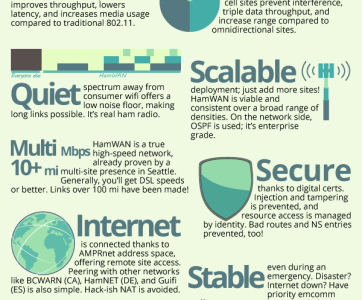 improves throughput, lowers
latency, and increases media usage
compared to traditional 802.11.
cell sites prevent interference,
triple data throughput, and
increase range compared to
omnidirectional sites.
Everyone else HamWAN
Quiet spectrum away from
consumer wifi offers a
low noise floor, making
long links possible. It's real ham radio.
Scalable
deployment; just add more sites!
HamWAN is viable and
consistent over a broad range of
densities. On the network side,
OSPF is used; it's enterprise
grade.
Multi Mbps HamWAN is a true
high-speed network,
10+ mi already proven by a
multi-site presence in Seattle.
Generally, you'll get DSL speeds
or better. Links over 100 mi have been made!
Secure
thanks to digital certs.
Injection and tampering
is prevented, and
resource access is managed
by identity. Bad routes and NS entries
prevented, too!
Internet
is connected thanks to
AMPRnet address space,
offering remote site access.
Peering with other networks
like BCWARN (CA), HamNET (DE), and Guifi
(ES) is also simple. Hack-ish NAT is avoided.
Stable even during an
emergency. Disaster?
Internet down? Have
priority emcomm